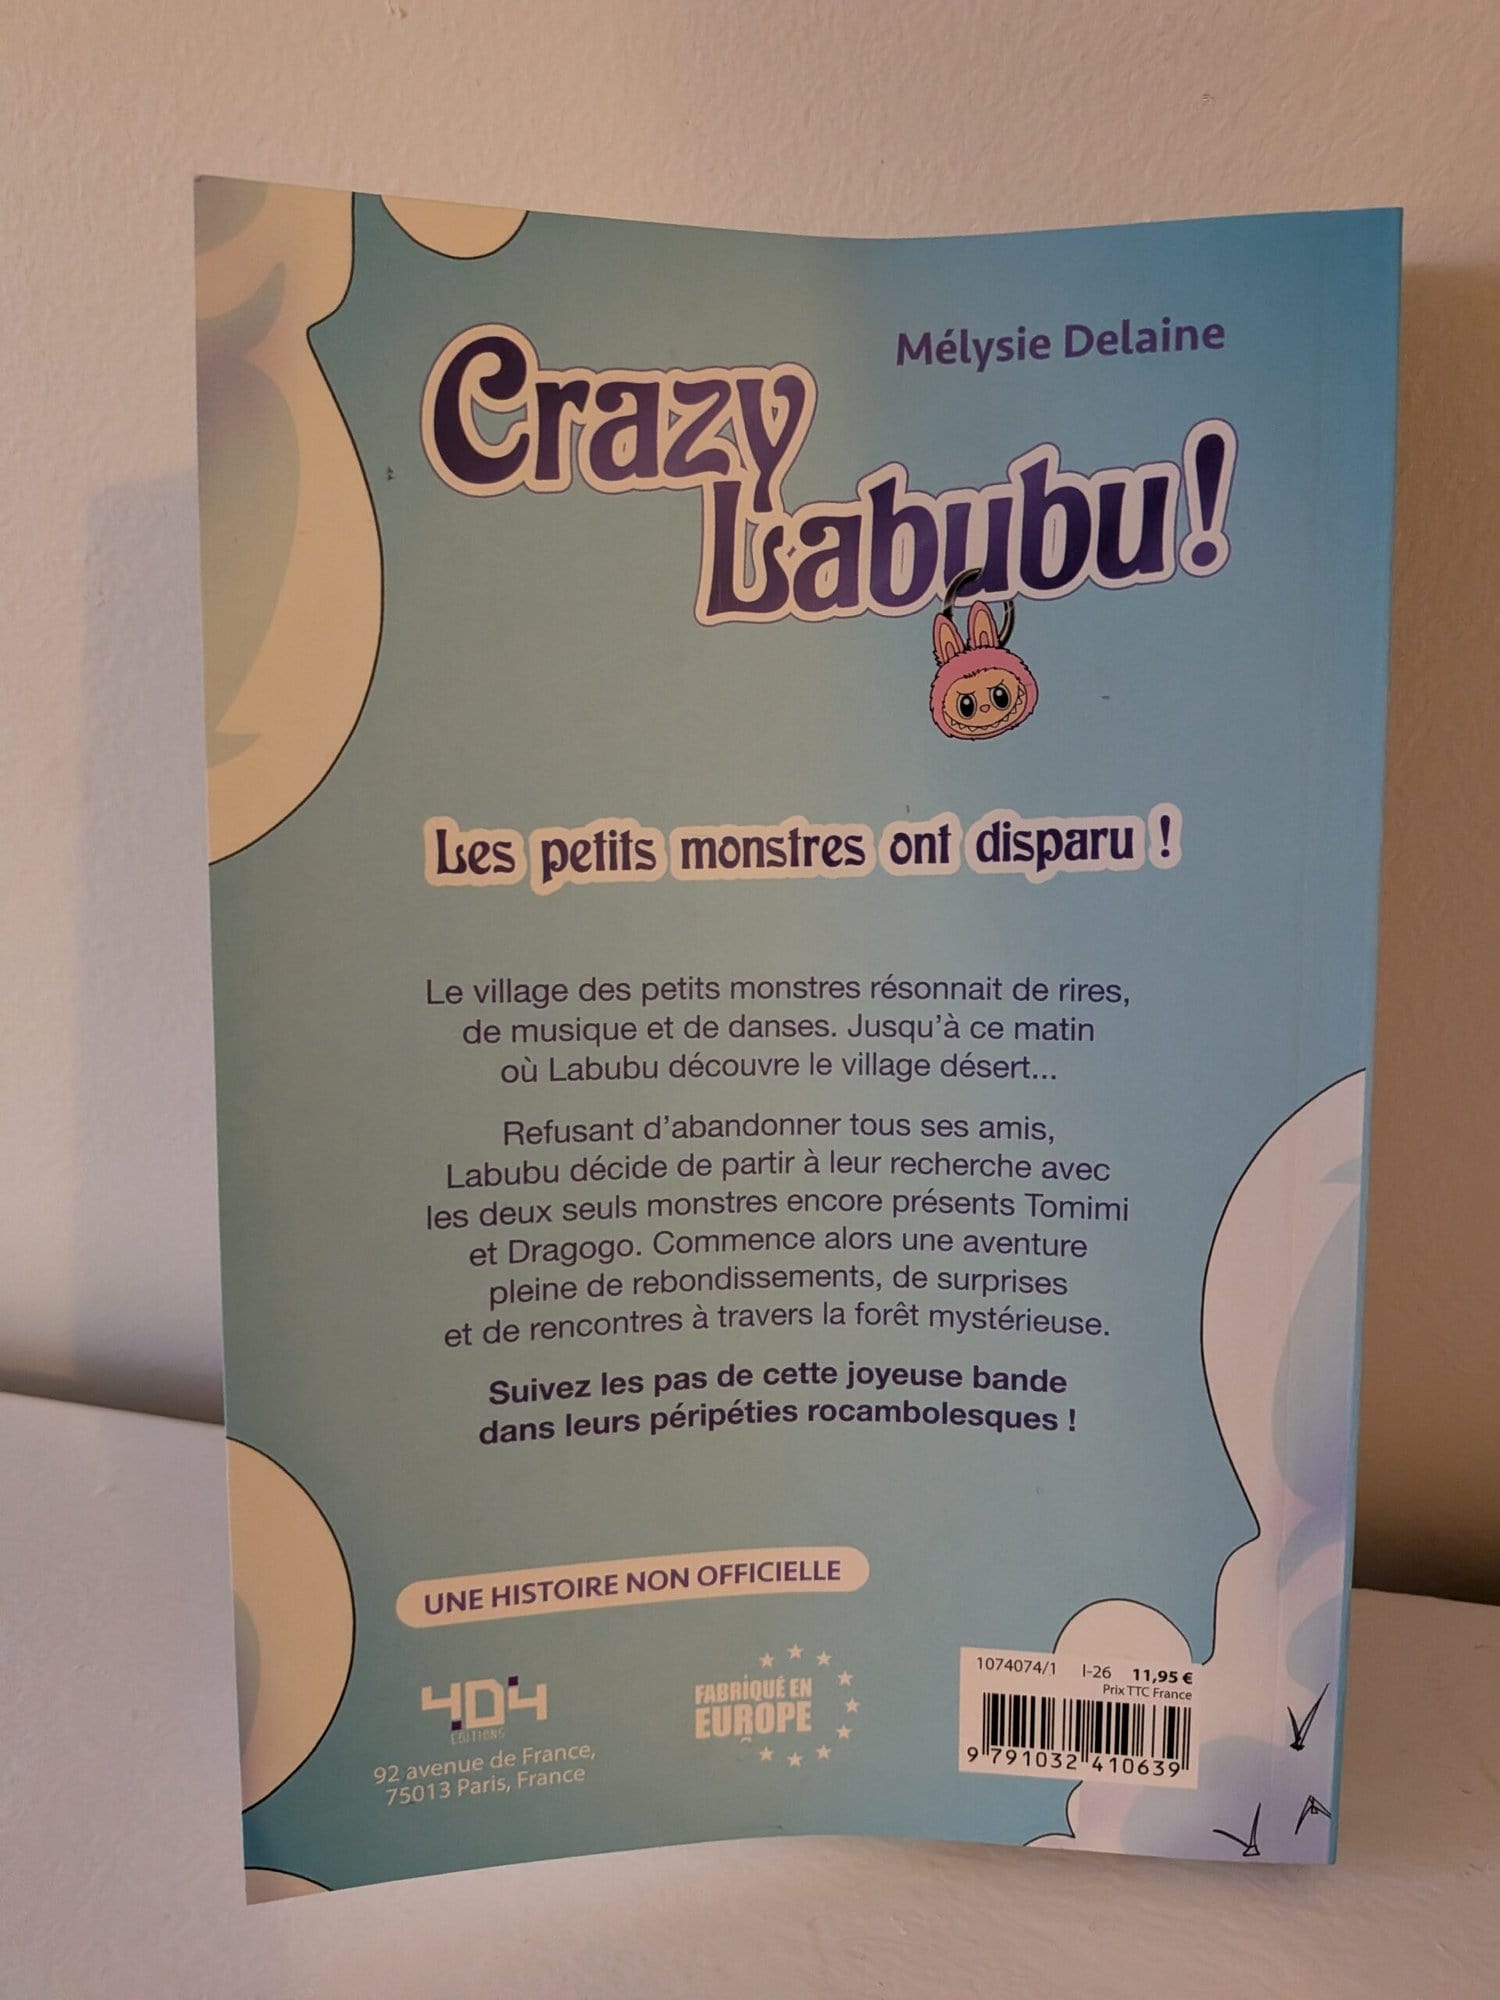 Mélysie Delaine
Crazy
Labubu!
Les petits monstres ont disparu !
Le village des petits monstres résonnait de rires,
de musique et de danses. Jusqu'à ce matin
où Labubu découvre le village désert...
Refusant d'abandonner tous ses amis,
Labubu décide de partir à leur recherche avec
les deux seuls monstres encore présents Tomimi
et Dragogo. Commence alors une aventure
pleine de rebondissements, de surprises
et de rencontres à travers la forêt mystérieuse.
Suivez les pas de cette joyeuse bande
dans leurs péripéties rocambolesques !
UNE HISTOIRE NON OFFICIELLE
404
ÉDITIONS
92 avenue de France,
75013 Paris, France
FABRIQUÉ EN
EUROPE
1074074/1 I-26 11,95 €
Prix TTC France
9 791032 410639